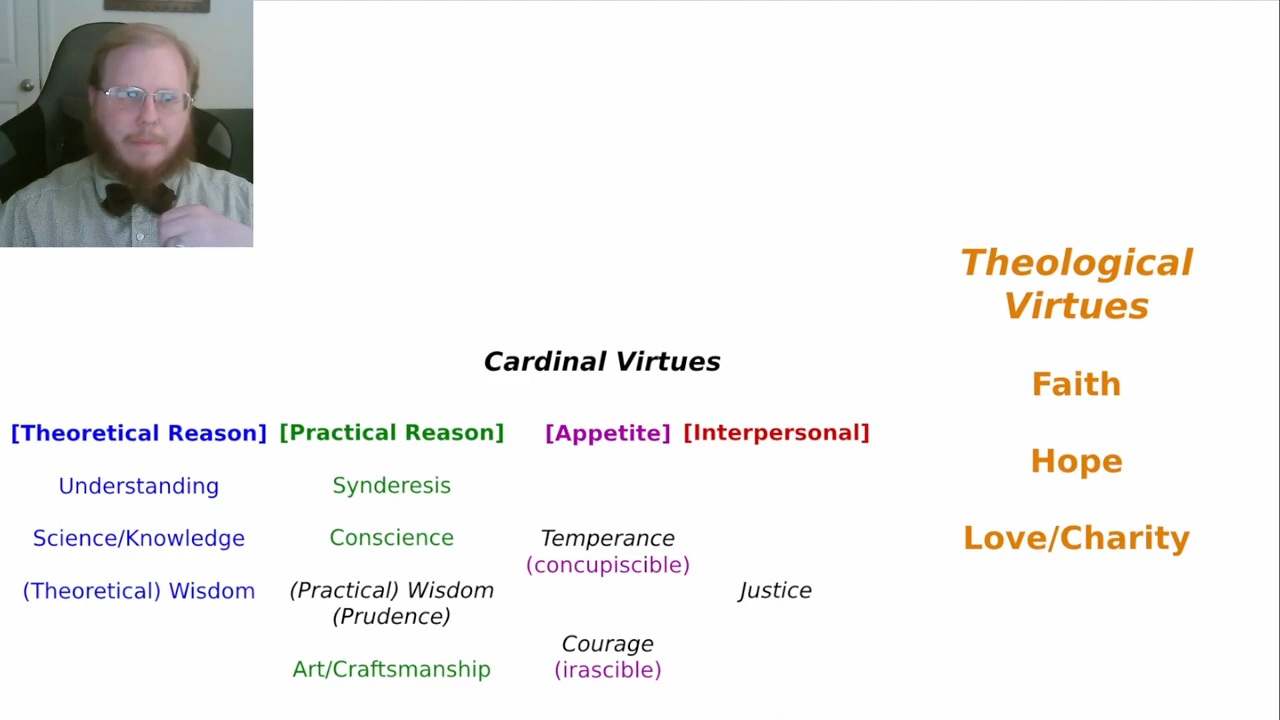 Theological
Virtues
Faith
Hope
Love/Charity
Cardinal Virtues
[Theoretical Reason]
Understanding
Science/Knowledge
(Theoretical) Wisdom
[Practical Reason]
Synderesis
Conscience
(Practical) Wisdom
(Prudence)
Art/Craftsmanship
[Appetite]
Temperance
(concupiscible)
Courage
(irascible)
[Interpersonal]
Justice